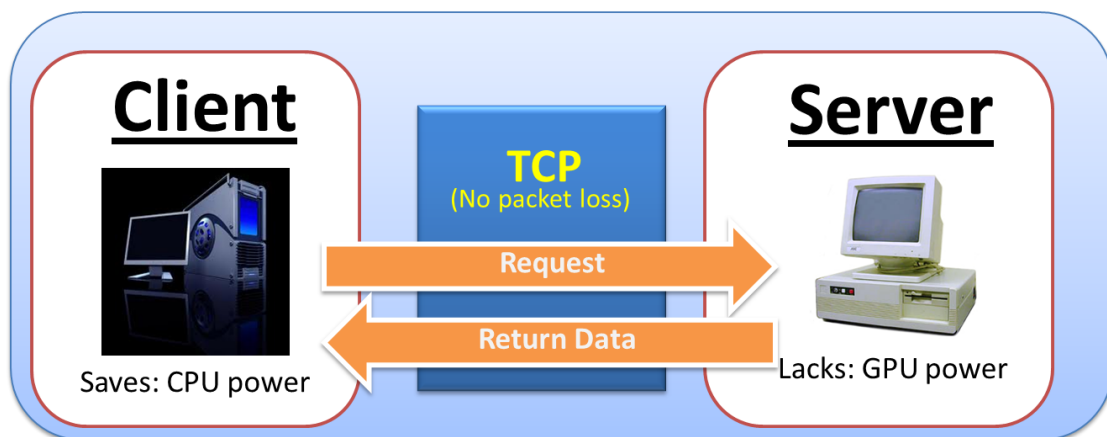 Client
Saves: CPU power
TCP
(No packet loss)
Request
Return Data
Server
Lacks: GPU power